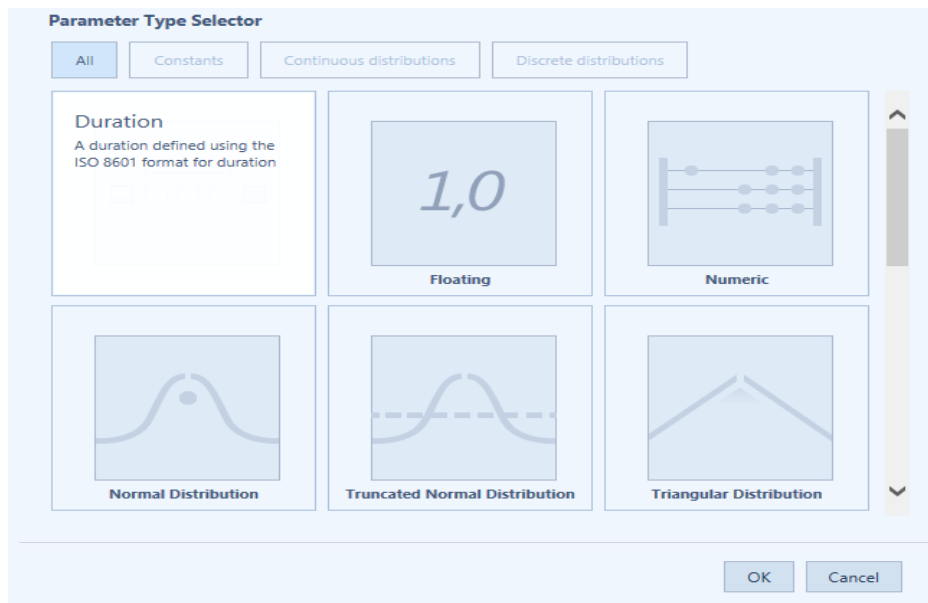 Parameter Type Selector
All Constants Continuous distributions Discrete distributions
Duration
A duration defined using the
ISO 8601 format for duration
1,0
Floating
Numeric
Normal Distribution
Truncated Normal Distribution
Triangular Distribution
OK Cancel